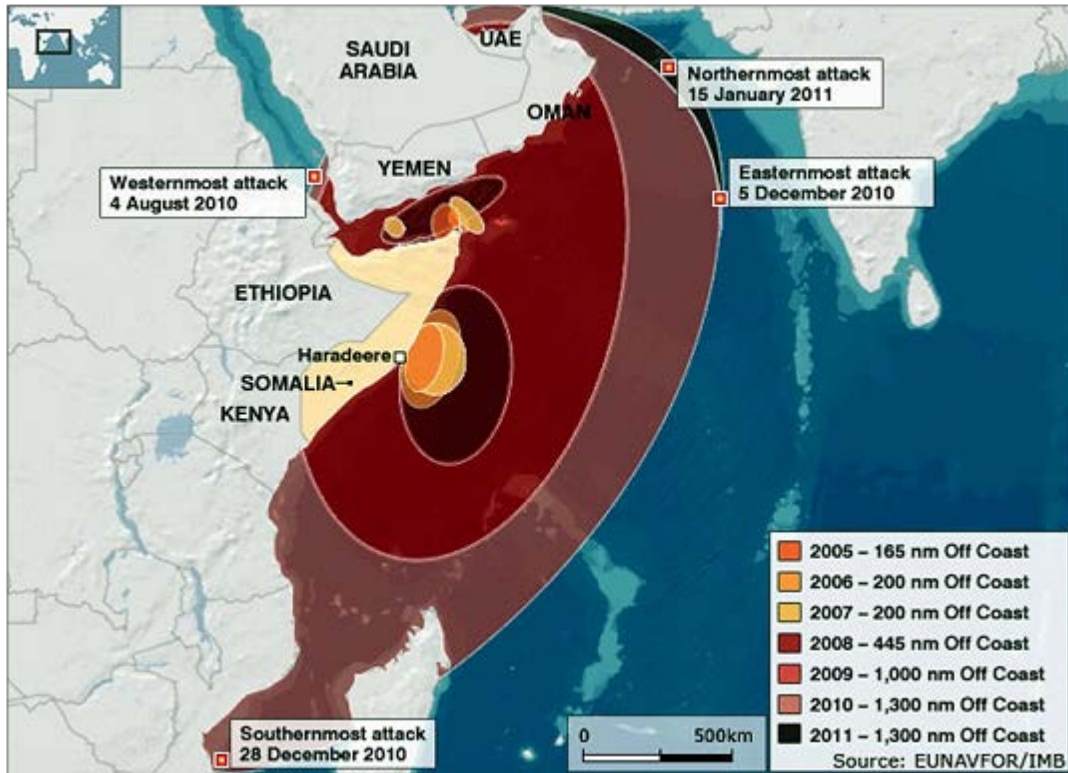 UAE
SAUDI
ARABIA
Northernmost attack
15 January 2011
OMAN
YEMEN
Westernmost attack
4 August 2010
Easternmost attack
5 December 2010
ETHIOPIA
Haradeere
SOMALIA
KENYA
2005 – 165 nm Off Coast
2006 – 200 nm Off Coast
2007 – 200 nm Off Coast
2008 – 445 nm Off Coast
2009 – 1,000 nm Off Coast
2010 – 1,300 nm Off Coast
2011 – 1,300 nm Off Coast
Southernmost attack
28 December 2010
0 500km
Source: EUNAVFOR/IMB